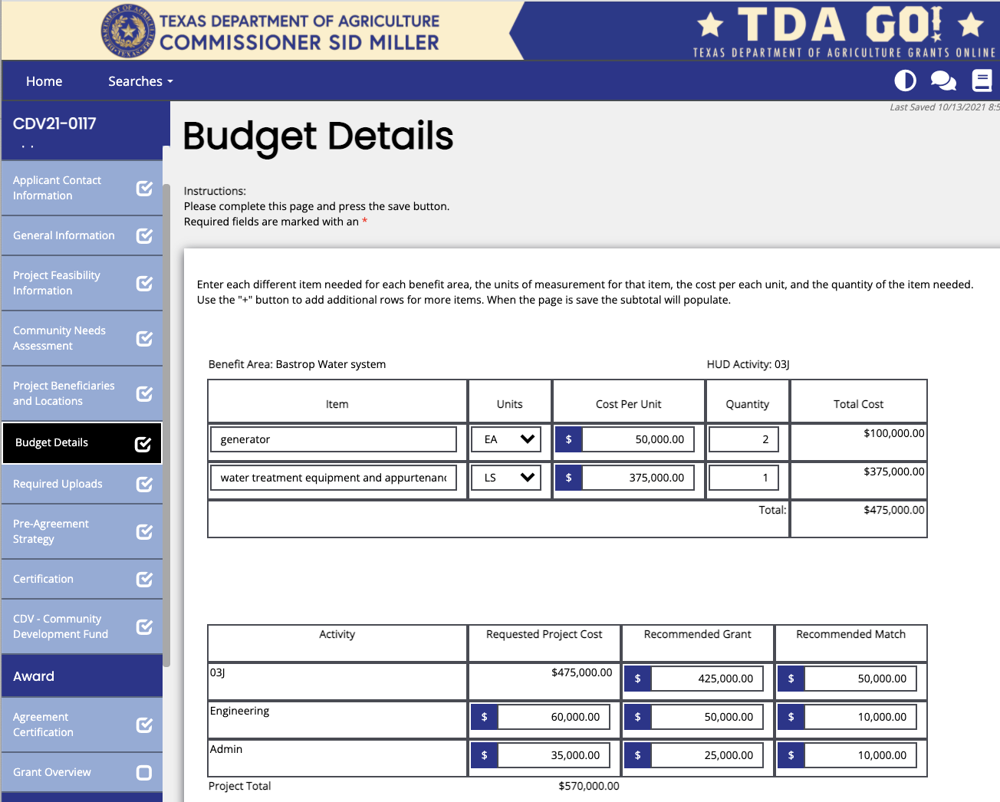 TEXAS DEPARTMENT OF AGRICULTURE
COMMISSIONER SID MILLER
TDA GO!
TEXAS DEPARTMENT OF AGRICULTURE GRANTS ONLINE
Home
Searches
Last Saved 10/13/2021 8:5
CDV21-0117
Budget Details
Instructions:
Please complete this page and press the save button.
Required fields are marked with an *
Applicant Contact
Information
General Information
Project Feasibility
Information
Community Needs
Assessment
Project Beneficiaries
and Locations
Budget Details
Required Uploads
Pre-Agreement
Strategy
Certification
CDV - Community
Development Fund
Award
Agreement
Certification
Grant Overview
Enter each different item needed for each benefit area, the units of measurement for that item, the cost per each unit, and the quantity of the item needed.
Use the "+" button to add additional rows for more items. When the page is save the subtotal will populate.
Benefit Area: Bastrop Water system HUD Activity: 03J
Item Units Cost Per Unit Quantity Total Cost
generator EA $ 50,000.00 2 $100,000.00
water treatment equipment and appurtenanc LS $ 375,000.00 1 $375,000.00
Total: $475,000.00
Activity Requested Project Cost Recommended Grant Recommended Match
03J $475,000.00 $ 425,000.00 $ 50,000.00
Engineering $ 60,000.00 $ 50,000.00 $ 10,000.00
Admin $ 35,000.00 $ 25,000.00 $ 10,000.00
Project Total $570,000.00